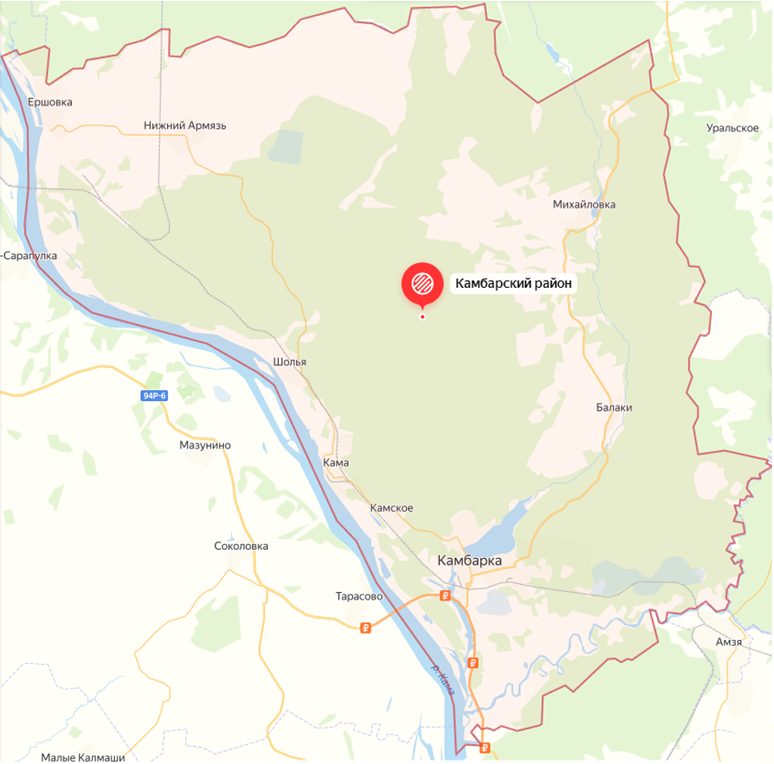 Ершовка
Нижний Армязь
Уральское
Михайловка
-Сарапулка
Камбарский район
Шолья
94Р-6
Балаки
Мазунино
Кама
Камское
Соколовка
Камбарка
Тарасово
₽
₽
Амзя
₽
р. Кама
₽
Малые Калмаши